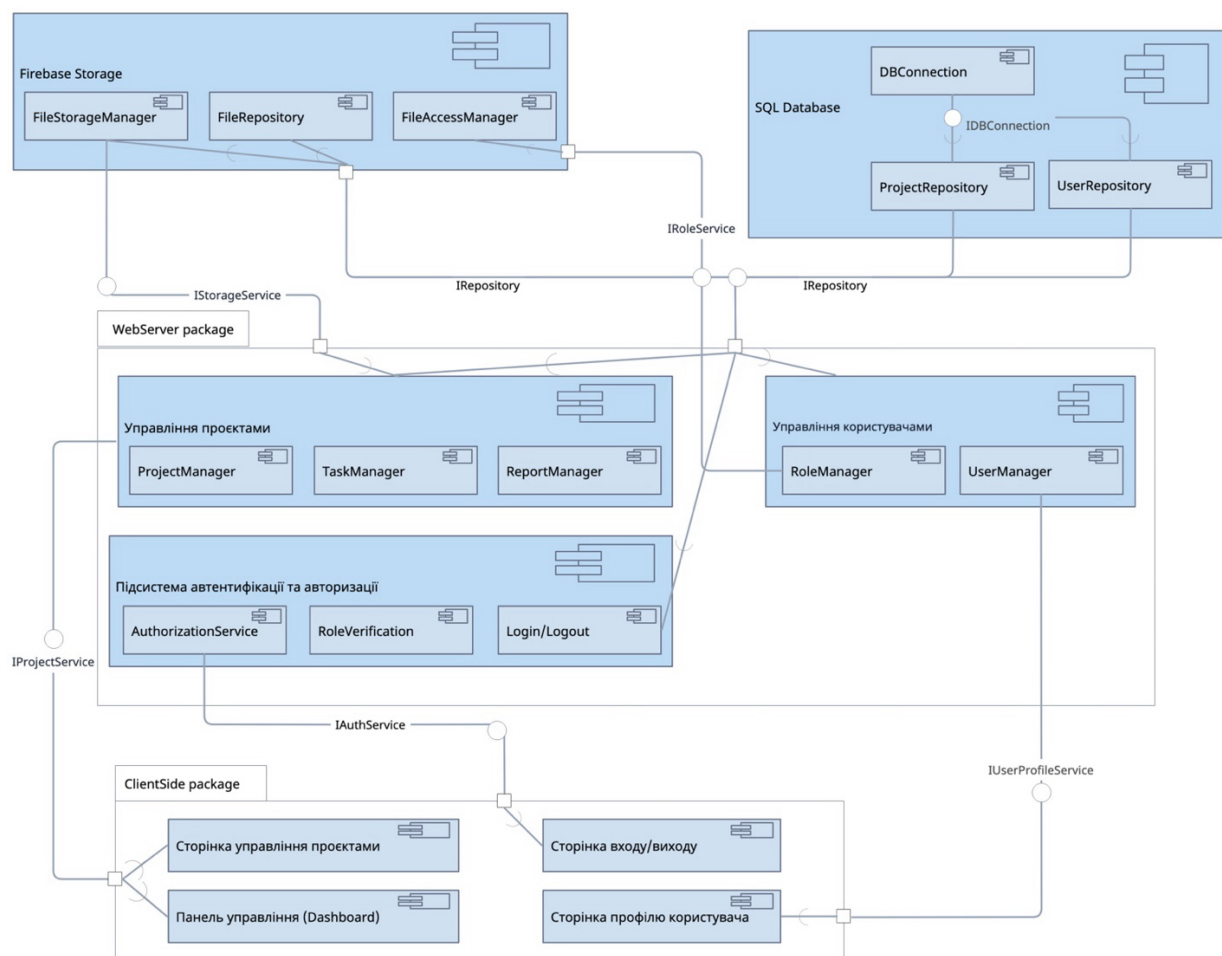 Firebase Storage
FileStorageManager
FileRepository
FileAccessManager
SQL Database
DBConnection
IDBConnection
ProjectRepository
UserRepository
IRoleService
IRepository
IRepository
IStorageService
WebServer package
Управління проєктами
ProjectManager
TaskManager
ReportManager
Управління користувачами
RoleManager
UserManager
Підсистема автентифікації та авторизації
AuthorizationService
RoleVerification
Login/Logout
IProjectService
IAuthService
IUserProfileService
ClientSide package
Сторінка управління проєктами
Сторінка входу/виходу
Панель управління (Dashboard)
Сторінка профілю користувача